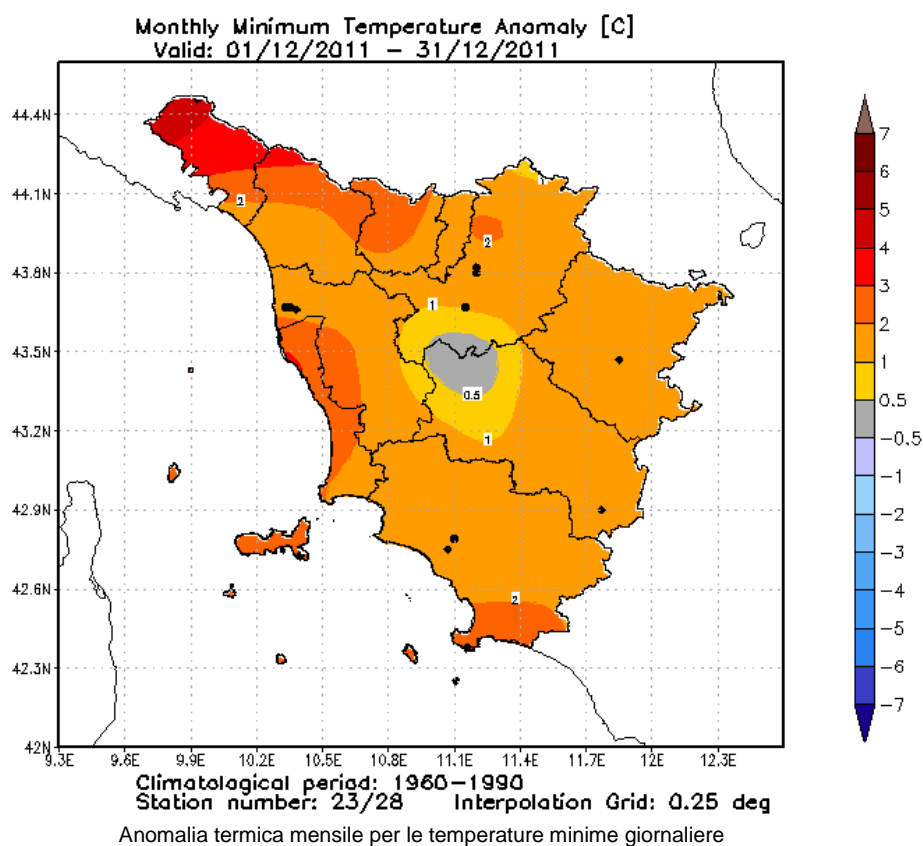 Monthly Minimum Temperature Anomaly [C]
Valid: 01/12/2011 – 31/12/2011
44.4N
44.1N
43.8N
43.5N
43.2N
42.9N
42.6N
42.3N
42N
9.3E 9.6E 9.9E 10.2E 10.5E 10.8E 11.1E 11.4E 11.7E 12E 12.3E
1
2
2
1
0.5
1
2
7
6
5
4
3
2
1
0.5
−0.5
−1
−2
−3
−4
−5
−6
−7
Climatological period: 1960–1990
Station number: 23/28 Interpolation Grid: 0.25 deg
Anomalia termica mensile per le temperature minime giornaliere